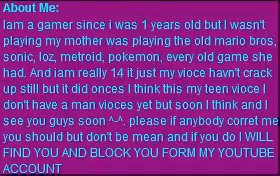 About Me:
Iam a gamer since i was 1 years old but I wasn't
playing my mother was playing the old mario bros,
sonic, loz, metroid, pokemon, every old game she
had. And iam really 14 it just my vioce havn't crack
up still but it did onces I think this my teen vioce I
don't have a man vioces yet but soon I think and I
see you guys soon ^-^. please if anybody corret me
you should but don't be mean and if you do I WILL
FIND YOU AND BLOCK YOU FORM MY YOUTUBE
ACCOUNT